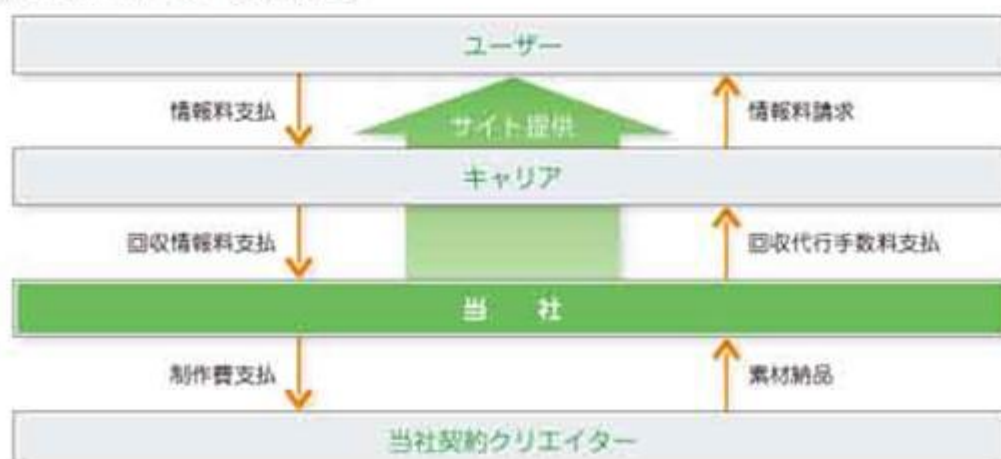 ユーザー
情報料支払
サイト提供
情報料請求
キャリア
回収情報料支払
回収代行手数料支払
当 社
制作費支払
素材納品
当社契約クリエイター